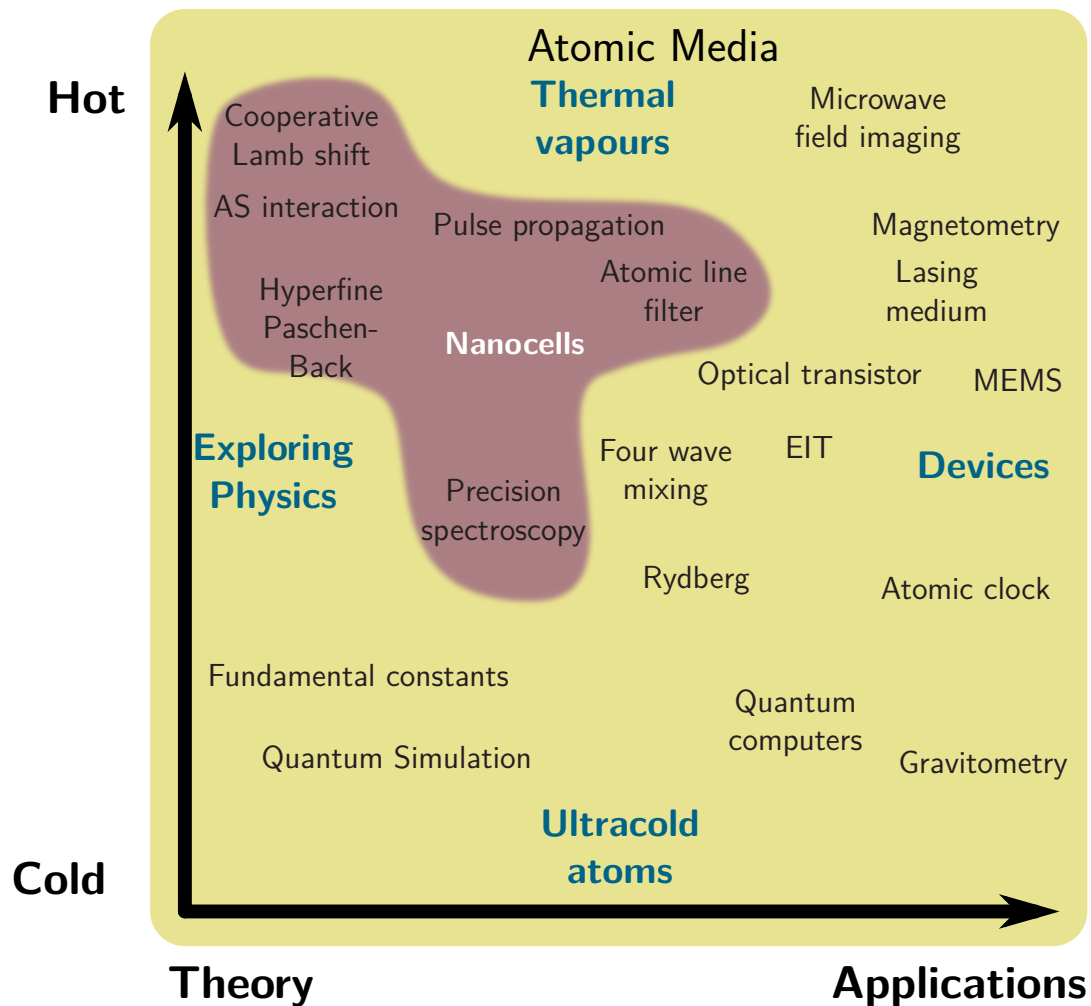 Atomic Media
Hot
Thermal
vapours
Microwave
field imaging
Cooperative
Lamb shift
AS interaction
Pulse propagation
Magnetometry
Atomic line
filter
Lasing
medium
Hyperfine
Paschen-
Back
Nanocells
Optical transistor
MEMS
Exploring
Physics
Four wave
mixing
EIT
Devices
Precision
spectroscopy
Rydberg
Atomic clock
Fundamental constants
Quantum
computers
Quantum Simulation
Gravitometry
Ultracold
atoms
Cold
Theory
Applications